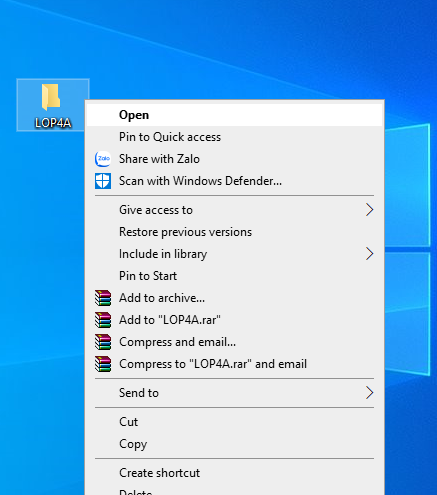 LOP4A
Open
Pin to Quick access
Zalo
Share with Zalo
Scan with Windows Defender...
Give access to
Restore previous versions
Include in library
Pin to Start
Add to archive...
Add to "LOP4A.rar"
Compress and email...
Compress to "LOP4A.rar" and email
Send to
Cut
Copy
Create shortcut
Delete